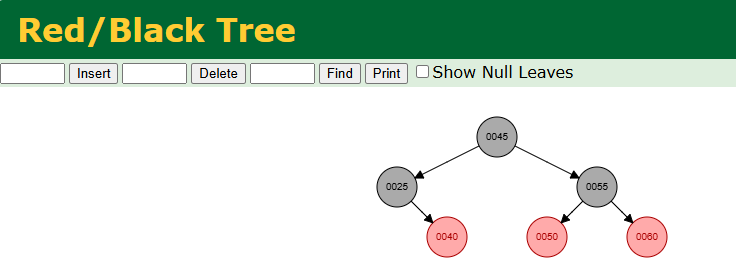 Red/Black Tree
Insert Delete Find Print Show Null Leaves
0045
0025 0055
0040 0050 0060